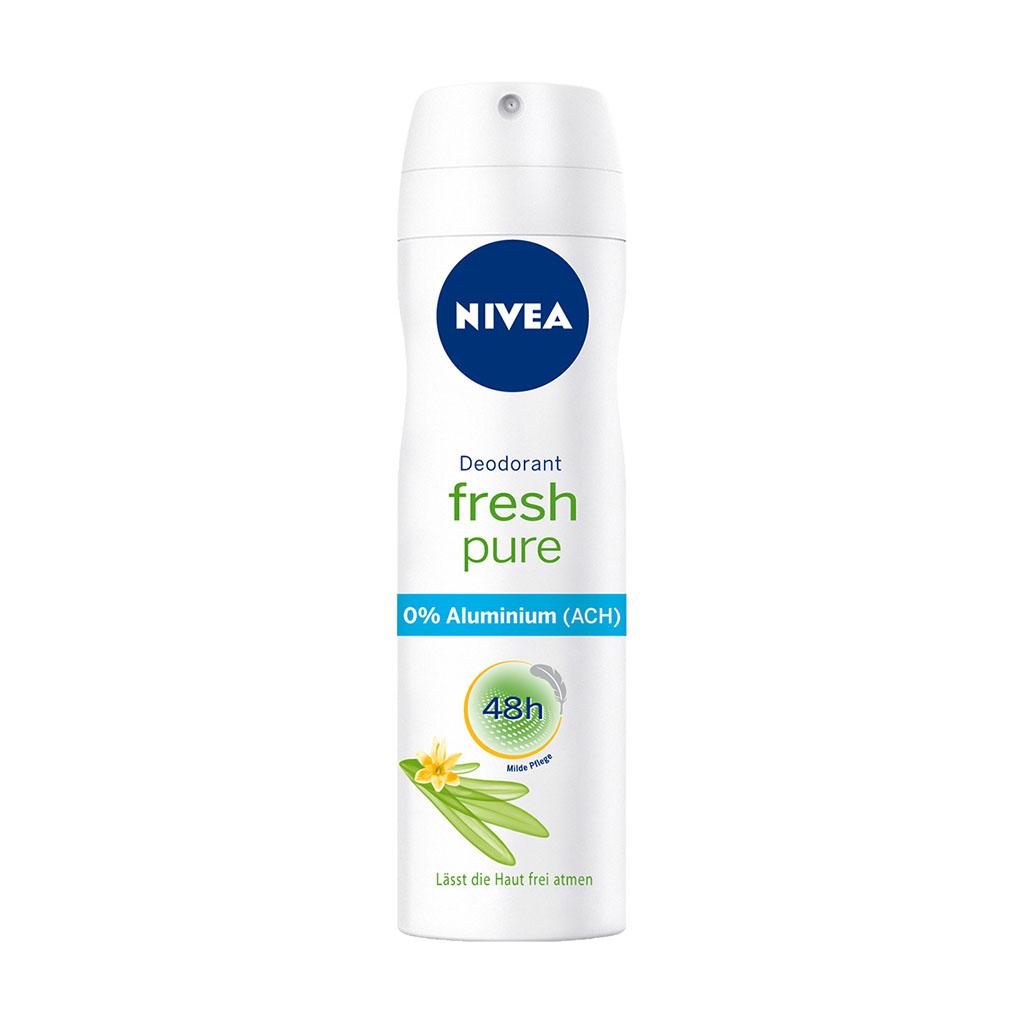 NIVEA
Deodorant
fresh
pure
0% Aluminium (ACH)
48h
Milde Pflege
Lässt die Haut frei atmen